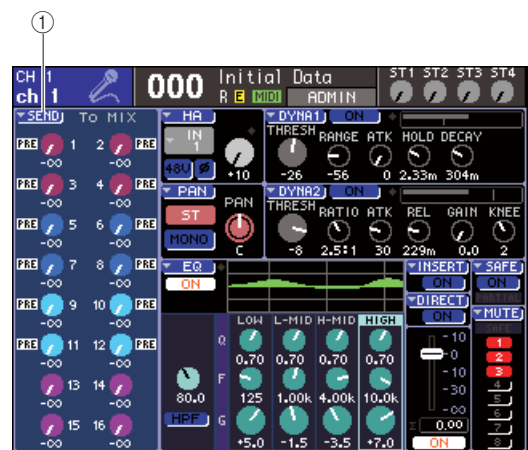 1
CH 1
ch 1
000
Initial Data
R E MIDI ADMIN
ST1 ST2 ST3 ST4
SEND
To MIX
PRE 1 2 PRE
-∞ -∞
PRE 3 4 PRE
-∞ -∞
PRE 5 6 PRE
-∞ -∞
PRE 7 8 PRE
-∞ -∞
PRE 9 10 PRE
-∞ -∞
PRE 11 12 PRE
-∞ -∞
13 14
-∞ -∞
15 16
-∞ -∞
HA
IN
1
48V Ø
+10
DYNA1 ON
THRESH RANGE ATK HOLD DECAY
-26 -56 0 2.33m 304m
PAN
ST
MONO
PAN
C
DYNA2 ON
THRESH RATIO ATK REL GAIN KNEE
-8 2.5:1 30 229m 0.0 2
EQ
ON
LOW L-MID H-MID HIGH
Q
0.70 0.70 0.70 0.70
F
80.0 125 1.00k 4.00k 10.0k
HPF
G
+5.0 -1.5 -3.5 +7.0
INSERT
ON
DIRECT
ON
10
0
10
30
-∞
Σ 0.00
ON
SAFE
ON
PARTIAL
MUTE
SAFE
1
2
3
4
5
6
7
8